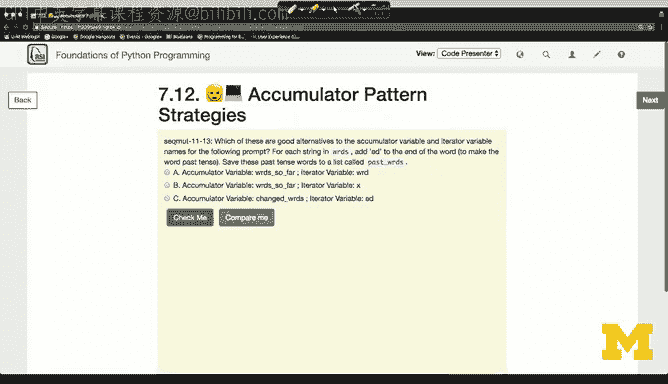 Foundations of Python Programming
View: Code Presenter
Back
Next
7.12. Accumulator Pattern
Strategies
seqmut-11-13: Which of these are good alternatives to the accumulator variable and iterator variable
names for the following prompt? For each string in wrds, add 'ed' to the end of the word (to make the
word past tense). Save these past tense words to a list called past_wrds.
A. Accumulator Variable: wrds_so_far ; Iterator Variable: wrd
B. Accumulator Variable: wrds_so_far ; Iterator Variable: x
C. Accumulator Variable: changed_wrds ; Iterator Variable: ed
Check Me
Compare me
M